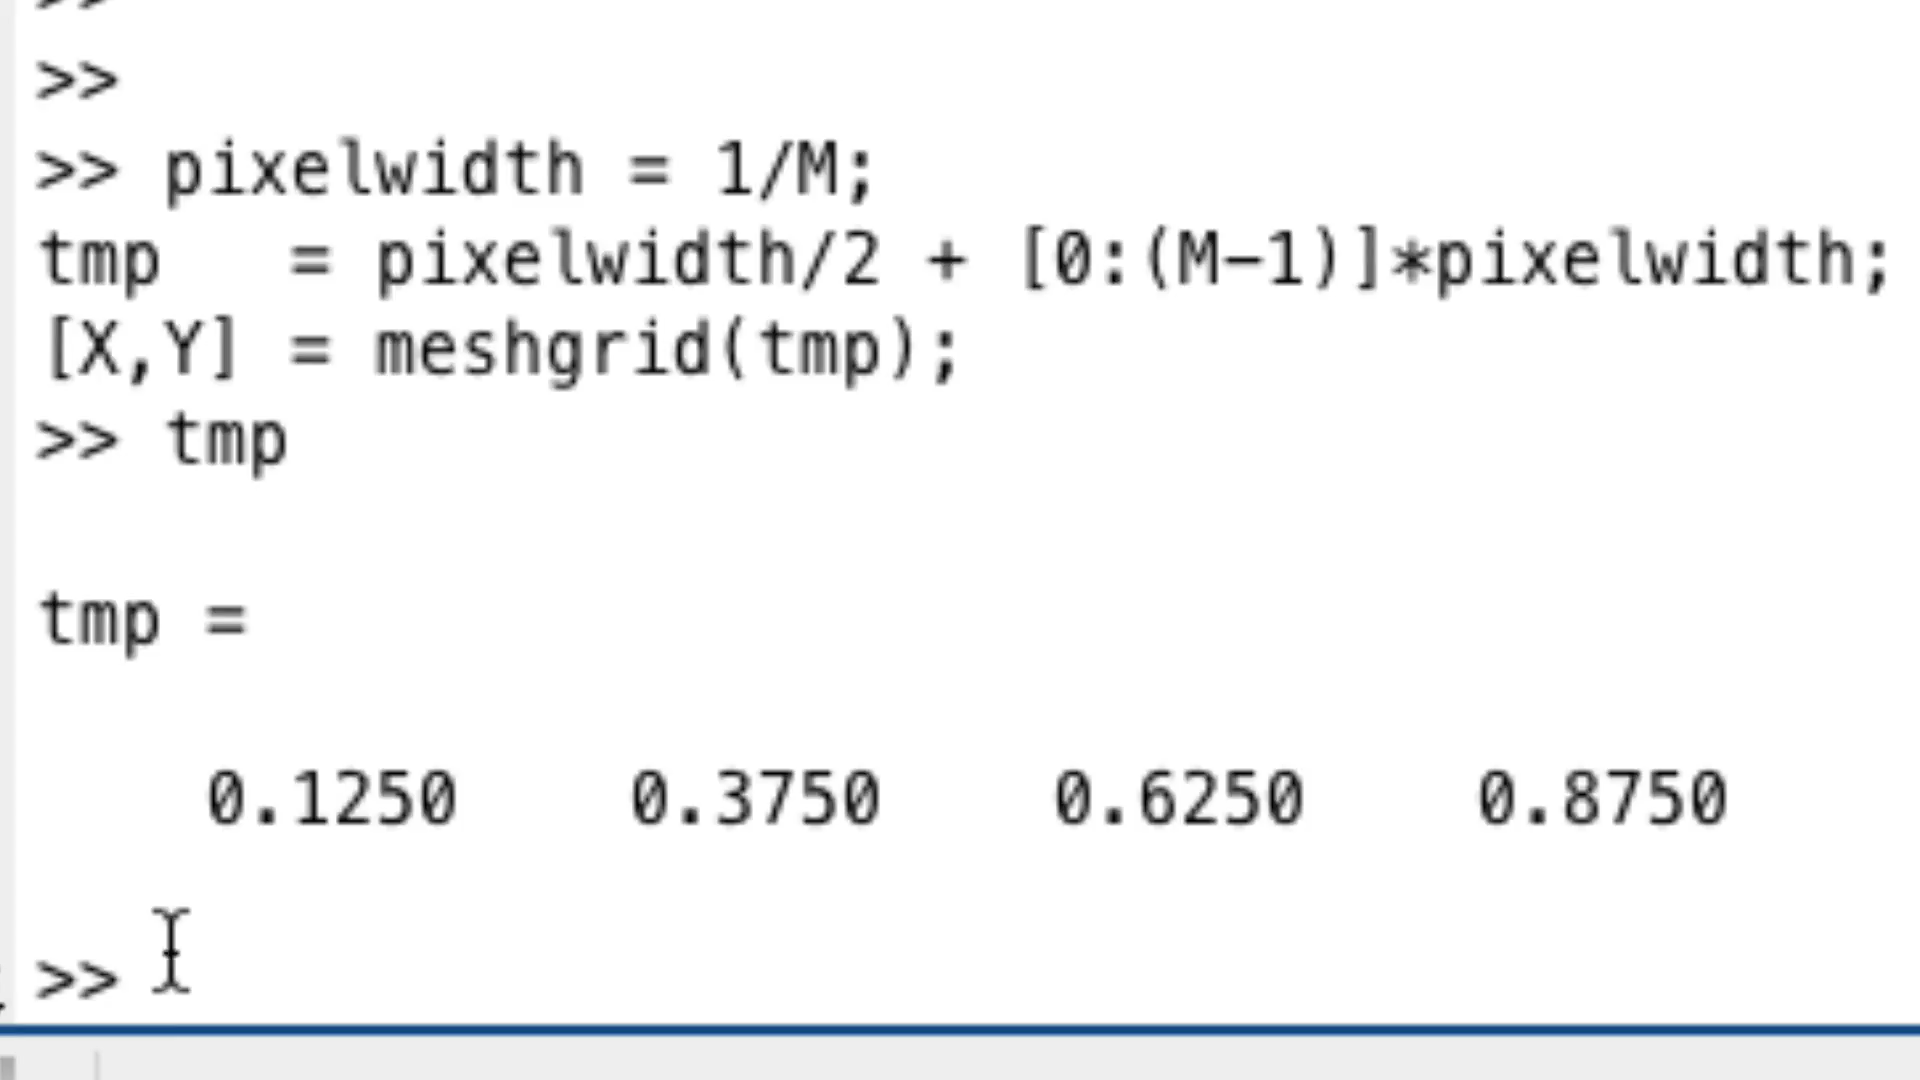 >>
>>
>> pixelwidth = 1/M;
tmp   = pixelwidth/2 + [0:(M-1)]*pixelwidth;
[X,Y] = meshgrid(tmp);
>> tmp
tmp =
0.1250    0.3750    0.6250    0.8750
>>